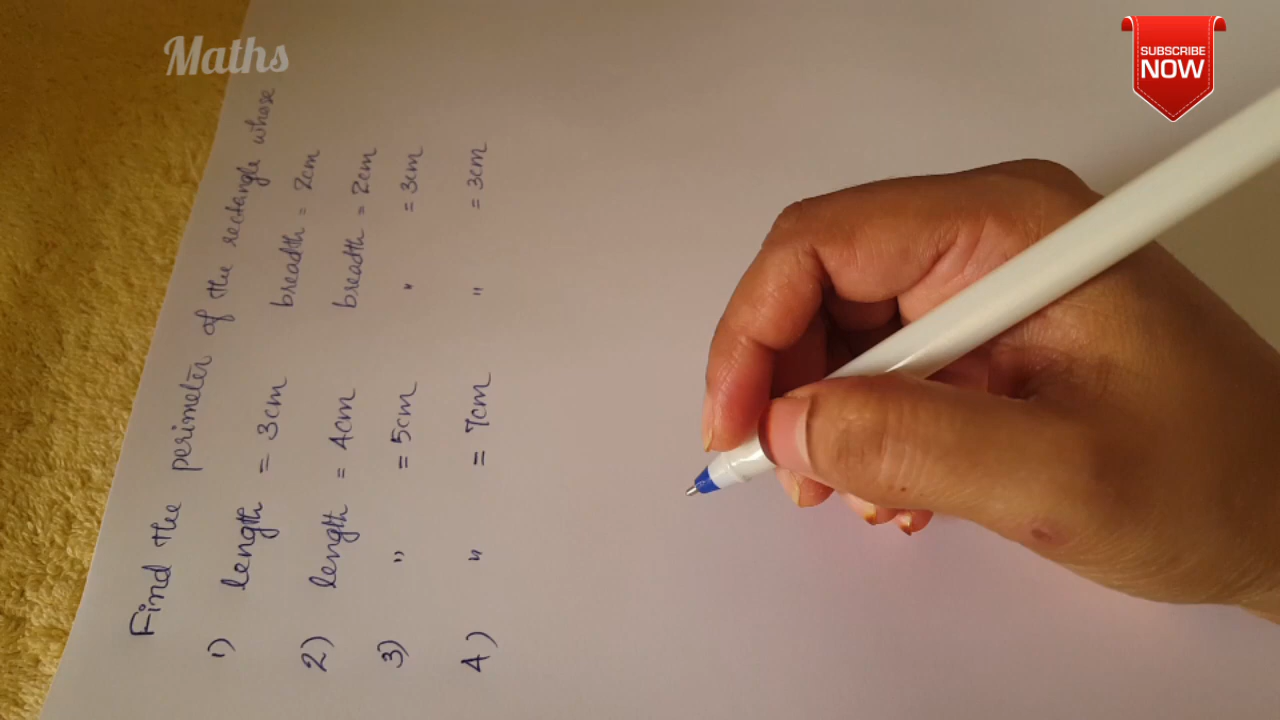 Maths
SUBSCRIBE
NOW
Find the perimeter of the rectangle whose
1) length = 3cm breadth = 2cm
2) length = 4cm breadth = 2cm
3) " = 5cm " = 3cm
4) " = 7cm " = 3cm